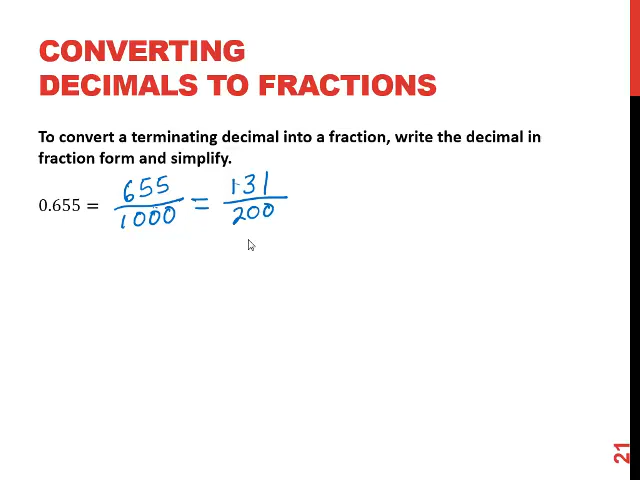 CONVERTING
DECIMALS TO FRACTIONS
To convert a terminating decimal into a fraction, write the decimal in
fraction form and simplify.
0.655 = 655/1000 = 131/200
21